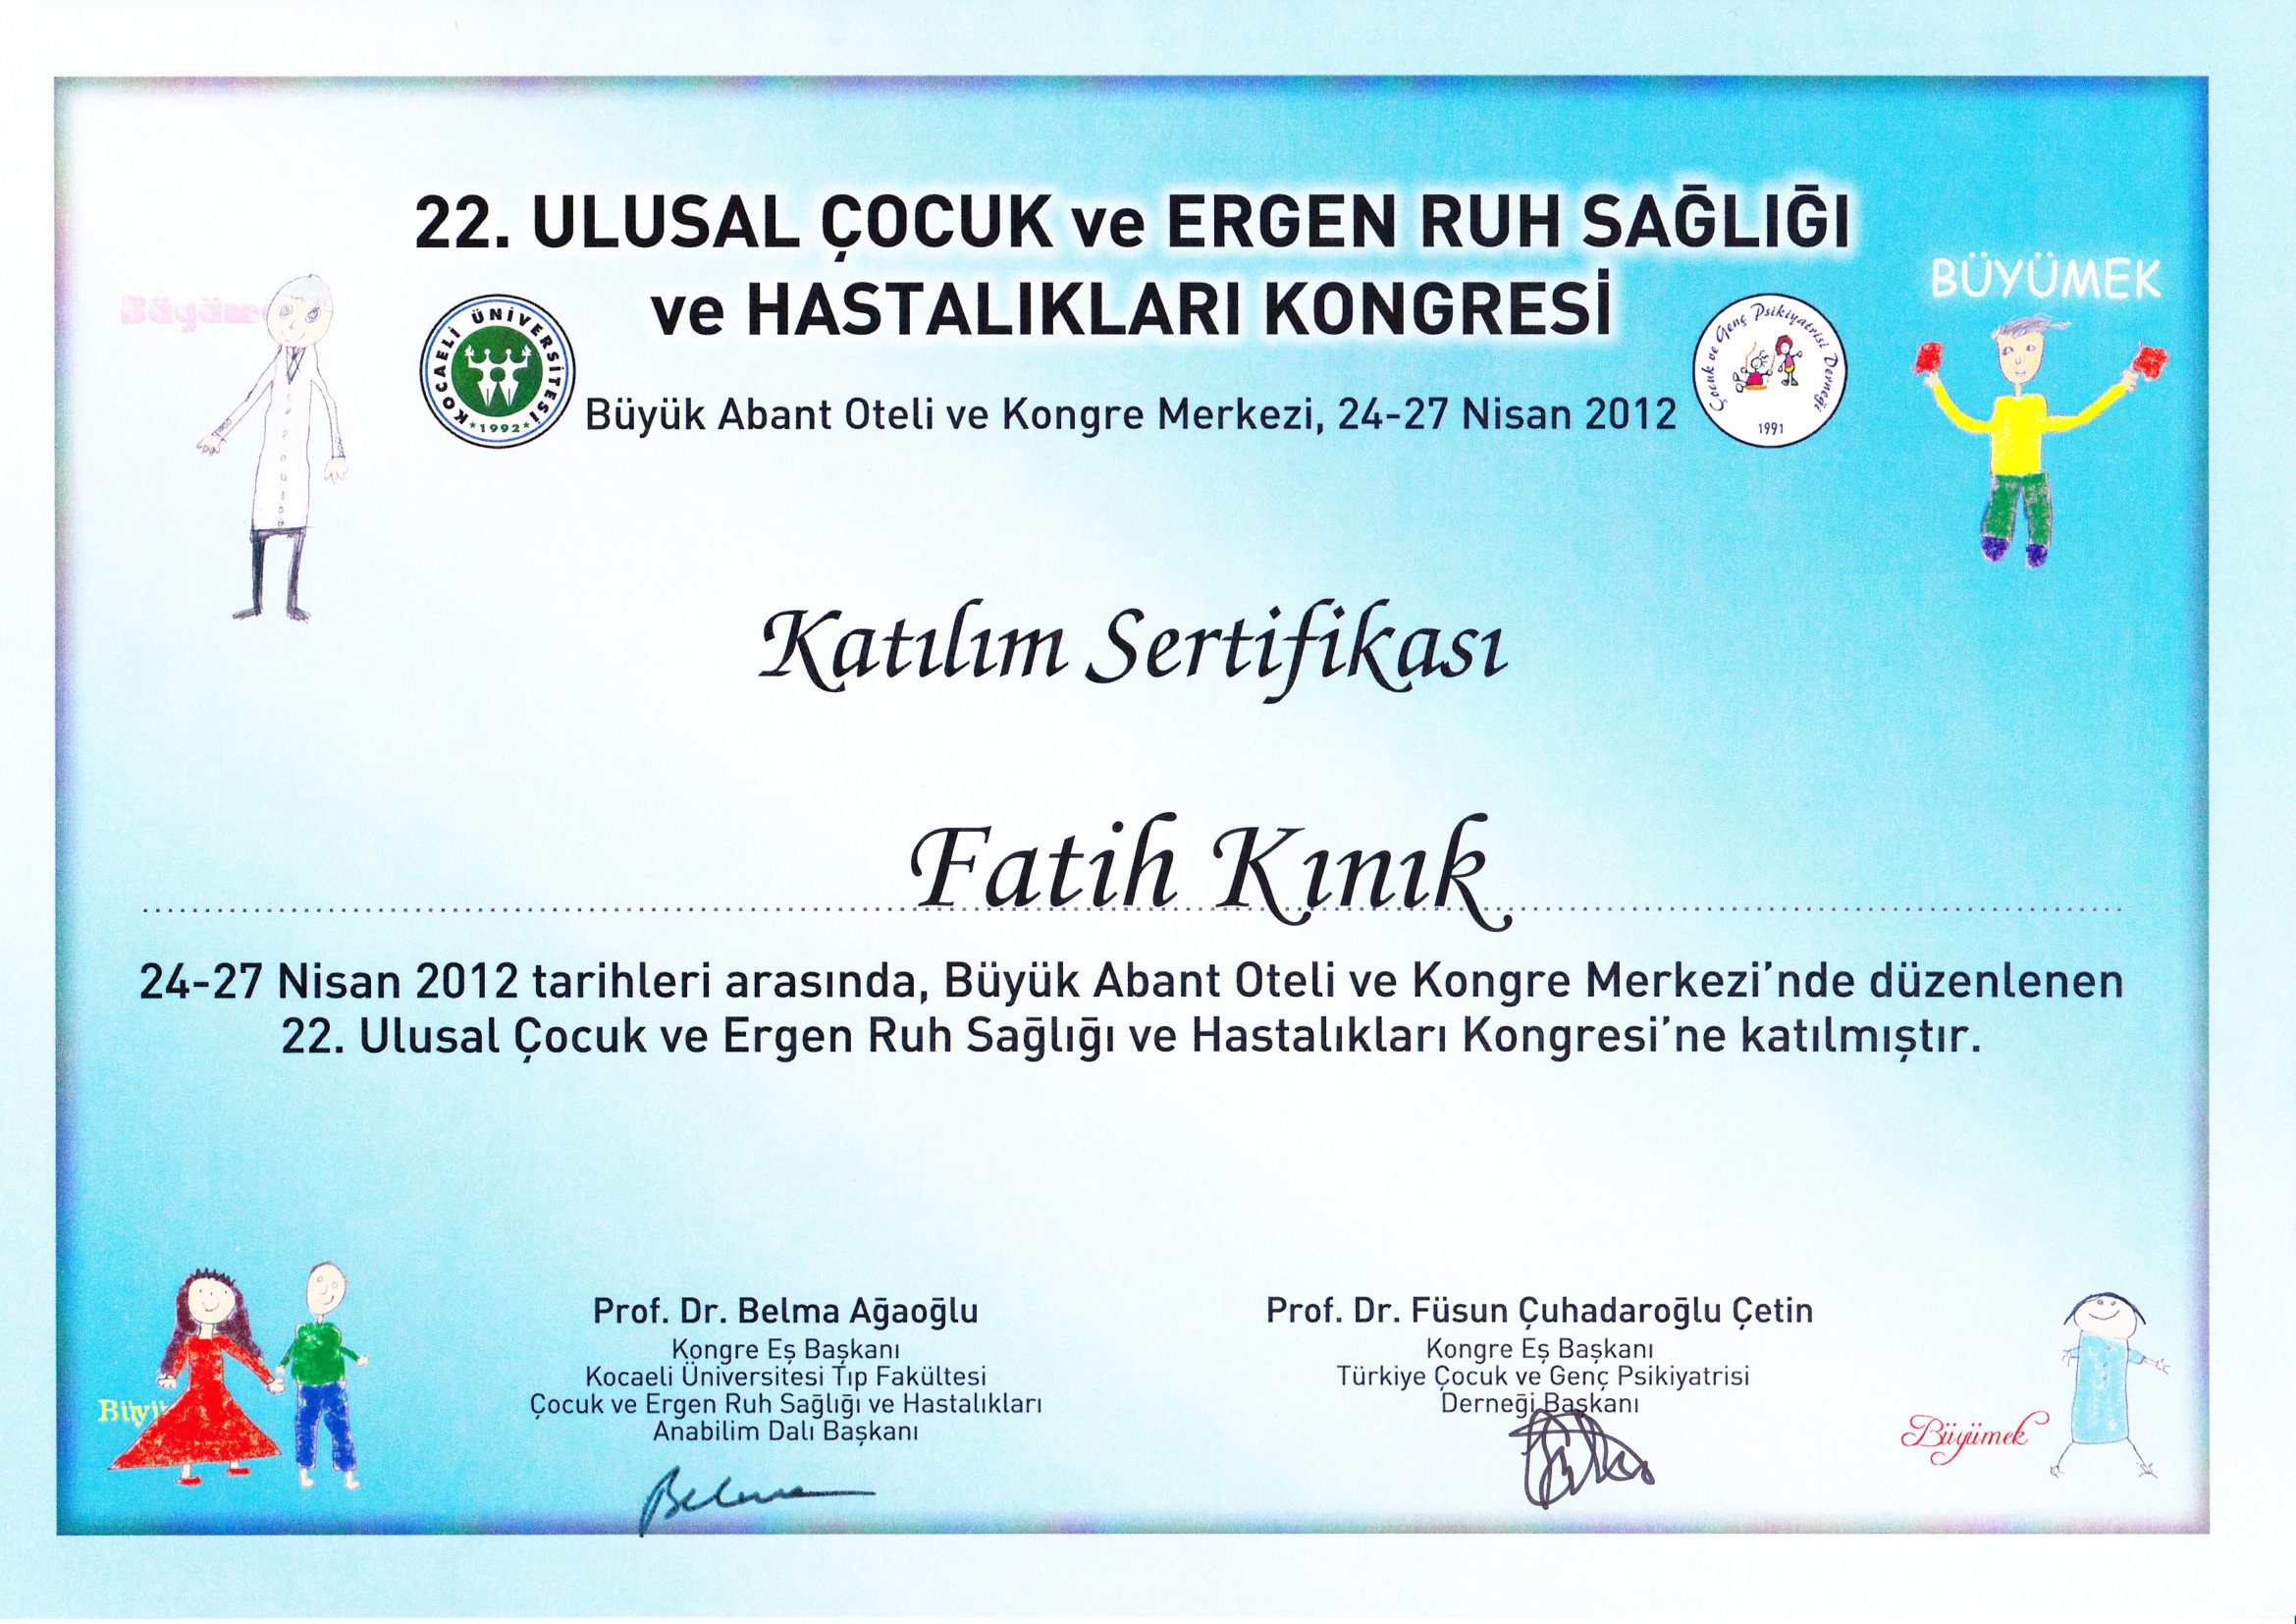 22. ULUSAL ÇOCUK ve ERGEN RUH SAĞLIĞI
ve HASTALIKLARI KONGRESİ
BÜYÜMEK
KOCAELİ ÜNİVERSİTESİ
1992
Büyük Abant Oteli ve Kongre Merkezi, 24-27 Nisan 2012
Çocuk ve Genç Psikiyatrisi Derneği
1991
Katılım Sertifikası
Fatih Kınık
24-27 Nisan 2012 tarihleri arasında, Büyük Abant Oteli ve Kongre Merkezi’nde düzenlenen
22. Ulusal Çocuk ve Ergen Ruh Sağlığı ve Hastalıkları Kongresi’ne katılmıştır.
Prof. Dr. Belma Ağaoğlu
Kongre Eş Başkanı
Kocaeli Üniversitesi Tıp Fakültesi
Çocuk ve Ergen Ruh Sağlığı ve Hastalıkları
Anabilim Dalı Başkanı
Belma
Prof. Dr. Füsun Çuhadaroğlu Çetin
Kongre Eş Başkanı
Türkiye Çocuk ve Genç Psikiyatrisi
Derneği Başkanı
Büyümek